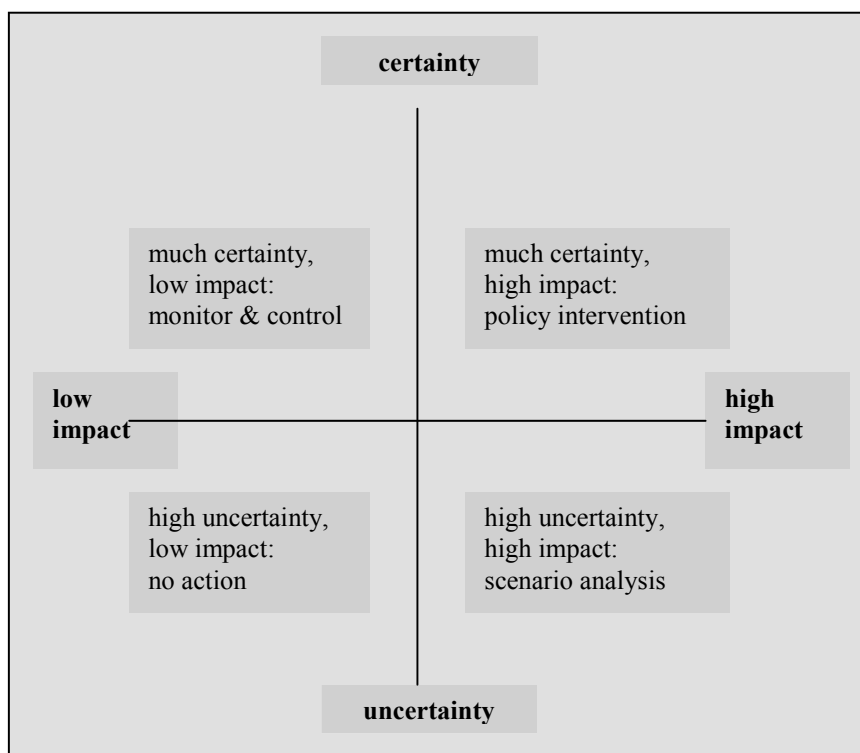 certainty
much certainty,
low impact:
monitor & control
much certainty,
high impact:
policy intervention
low
impact
high
impact
high uncertainty,
low impact:
no action
high uncertainty,
high impact:
scenario analysis
uncertainty